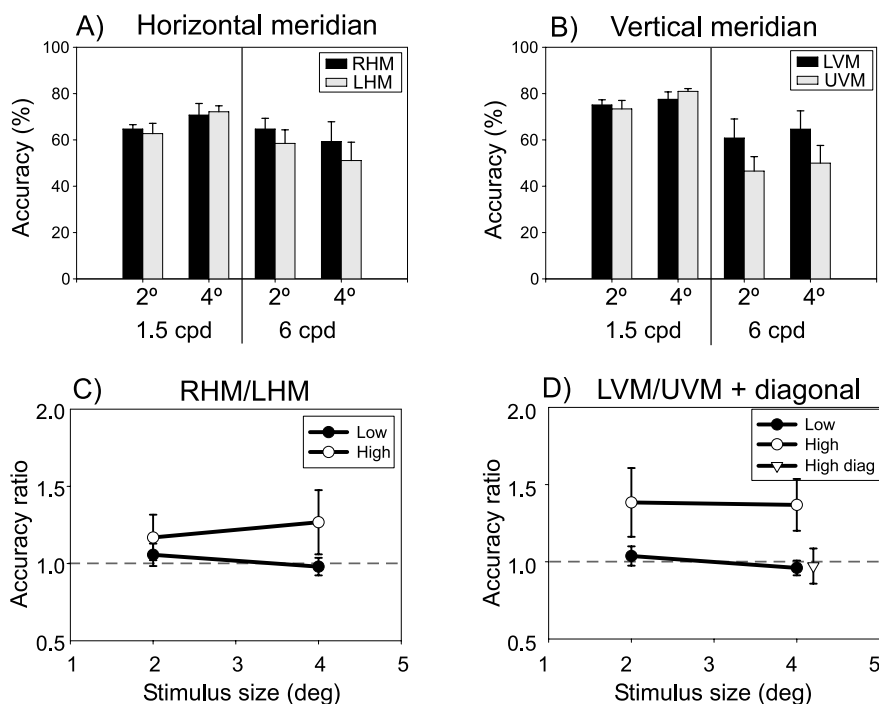 A) Horizontal meridian
100
80
60
40
20
0
Accuracy (%)
RHM
LHM
2º 4º 2º 4º
1.5 cpd 6 cpd
B) Vertical meridian
100
80
60
40
20
0
Accuracy (%)
LVM
UVM
2º 4º 2º 4º
1.5 cpd 6 cpd
C) RHM/LHM
2.0
1.5
1.0
0.5
Accuracy ratio
Low
High
1 2 3 4 5
Stimulus size (deg)
D) LVM/UVM + diagonal
2.0
1.5
1.0
0.5
Accuracy ratio
Low
High
High diag
1 2 3 4 5
Stimulus size (deg)